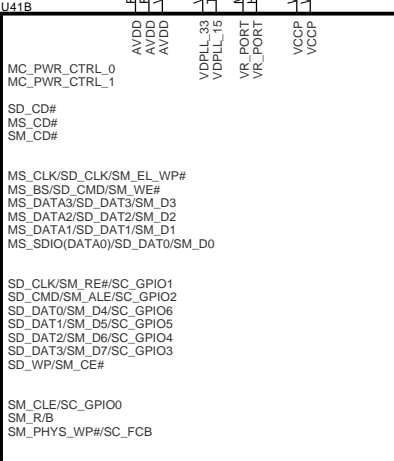 U41B
AVDD
AVDD
AVDD
VDPLL_33
VDPLL_15
VR_PORT
VR_PORT
VCCP
VCCP
MC_PWR_CTRL_0
MC_PWR_CTRL_1
SD_CD#
MS_CD#
SM_CD#
MS_CLK/SD_CLK/SM_EL_WP#
MS_BS/SD_CMD/SM_WE#
MS_DATA3/SD_DAT3/SM_D3
MS_DATA2/SD_DAT2/SM_D2
MS_DATA1/SD_DAT1/SM_D1
MS_SDIO(DATA0)/SD_DAT0/SM_D0
SD_CLK/SM_RE#/SC_GPIO1
SD_CMD/SM_ALE/SC_GPIO2
SD_DAT0/SM_D4/SC_GPIO6
SD_DAT1/SM_D5/SC_GPIO5
SD_DAT2/SM_D6/SC_GPIO4
SD_DAT3/SM_D7/SC_GPIO3
SD_WP/SM_CE#
SM_CLE/SC_GPIO0
SM_R/B
SM_PHYS_WP#/SC_FCB